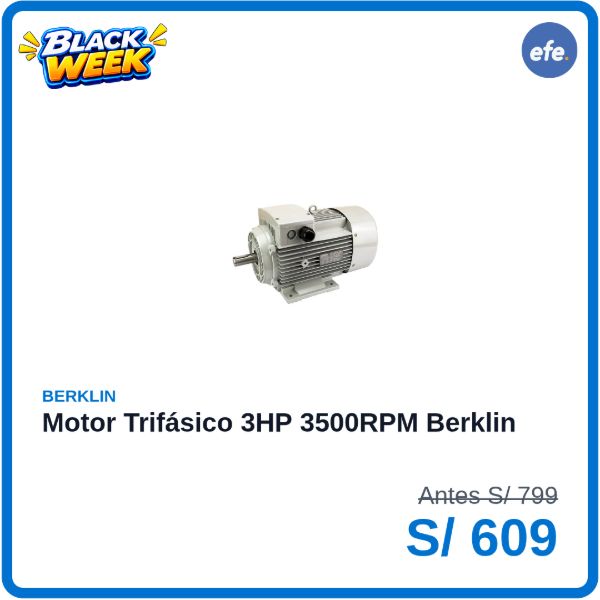 BLACK
WEEK
efe.
BERKLIN
Motor Trifásico 3HP 3500RPM Berklin
Antes S/ 799
S/ 609